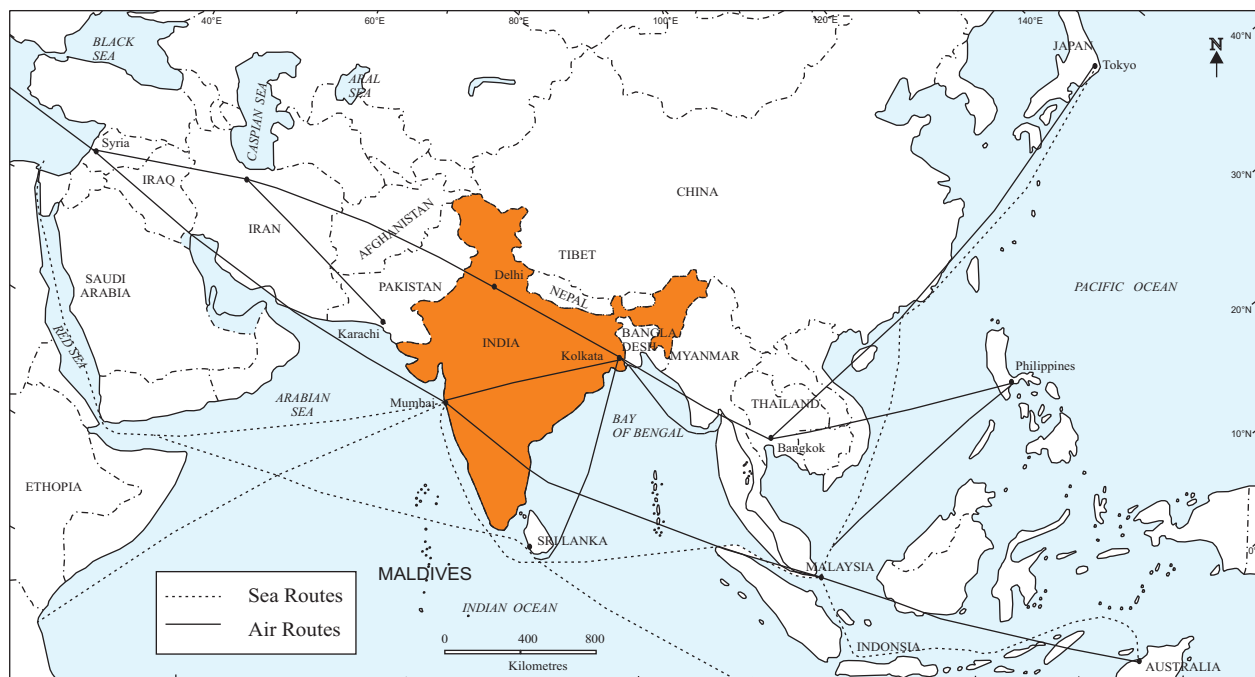 40°E
60°E
80°E
100°E
120°E
140°E
40°N
BLACK
SEA
JAPAN
N
Tokyo
ARAL
SEA
CASPIAN SEA
Syria
IRAQ
30°N
CHINA
AFGHANISTAN
IRAN
TIBET
Delhi
SAUDI
ARABIA
PAKISTAN
NEPAL
PACIFIC OCEAN
20°N
RED SEA
Karachi
INDIA
BANGLA
DESH
Kolkata
MYANMAR
Philippines
ARABIAN
SEA
Mumbai
THAILAND
BAY
OF BENGAL
10°N
Bangkok
ETHOPIA
SRI LANKA
0°
MALAYSIA
MALDIVES
Sea Routes
INDIAN OCEAN
Air Routes
0
400
800
Kilometres
INDONSIA
AUSTRALIA